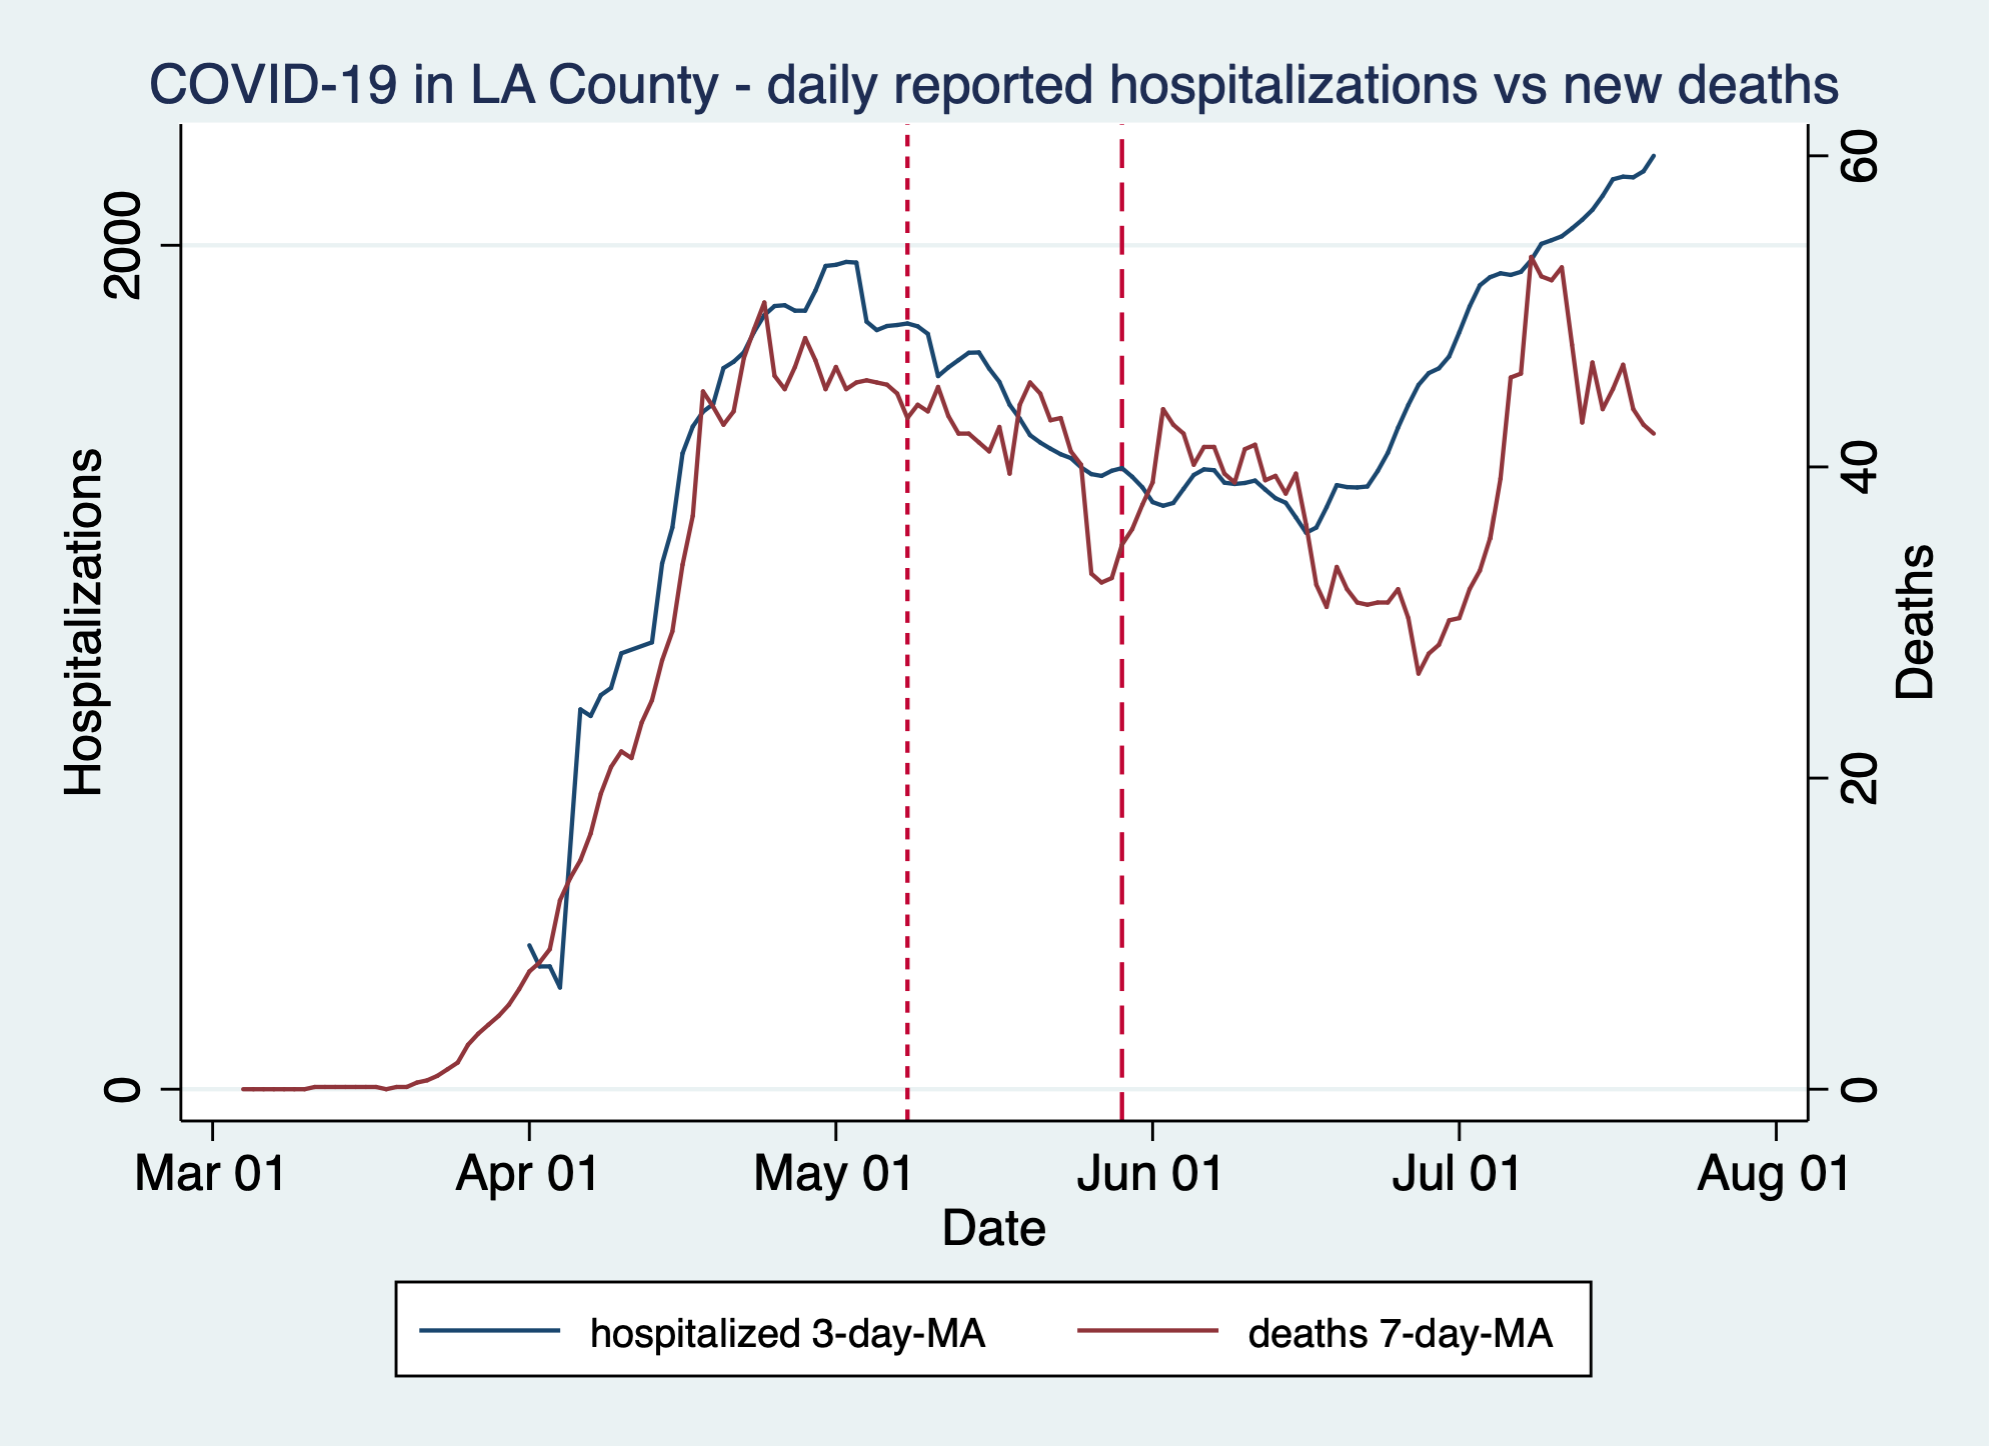 COVID-19 in LA County - daily reported hospitalizations vs new deaths
Hospitalizations
2000
0
60
40
20
0
Deaths
Mar 01 Apr 01 May 01 Jun 01 Jul 01 Aug 01
Date
hospitalized 3-day-MA deaths 7-day-MA